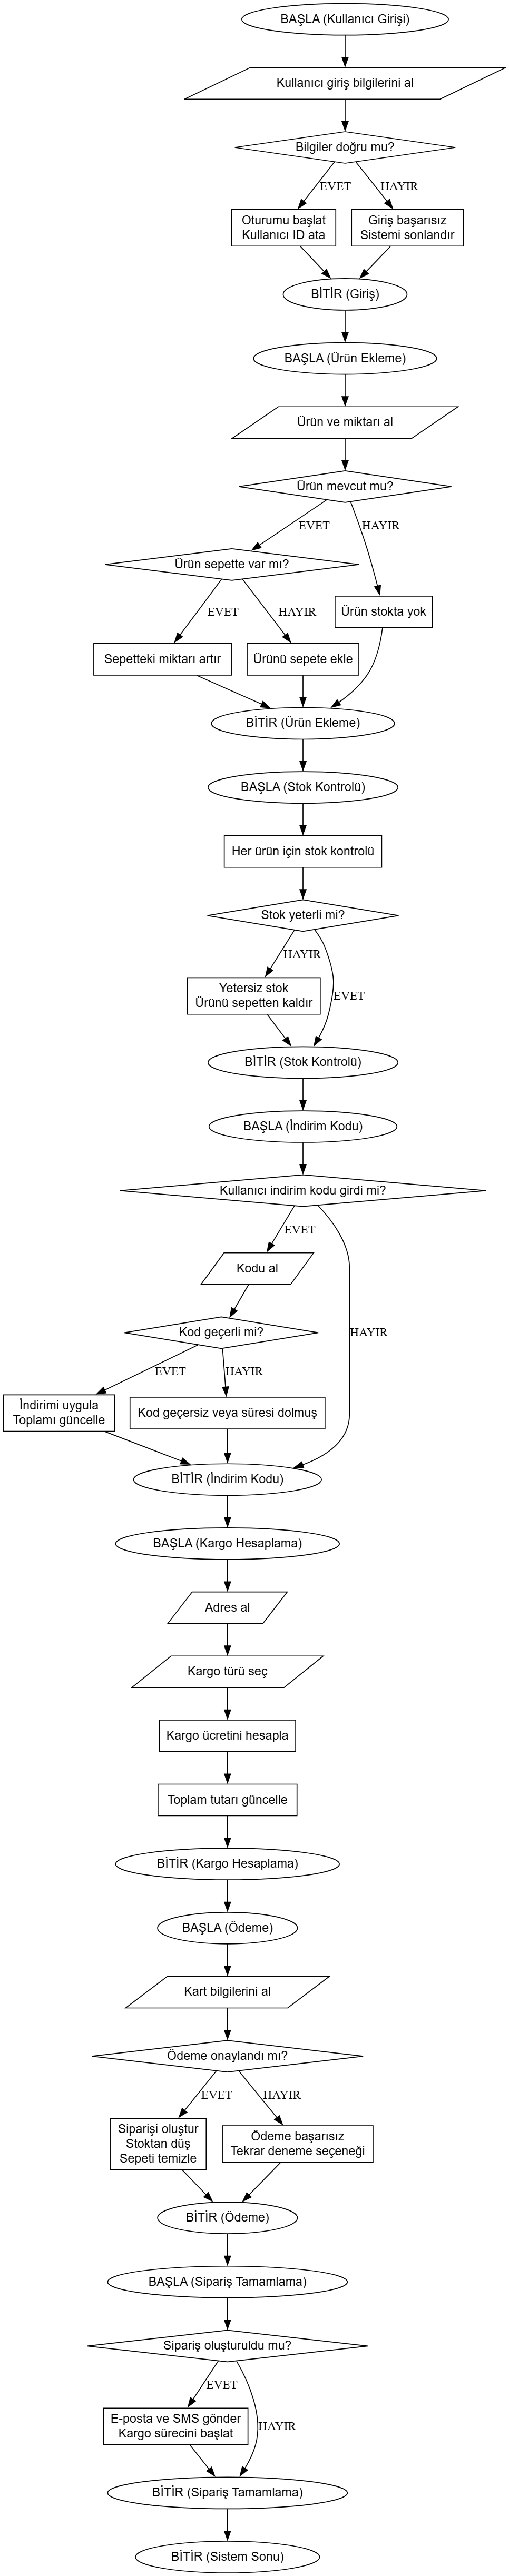 BAŞLA (Kullanıcı Girişi)
Kullanıcı giriş bilgilerini al
Bilgiler doğru mu?
EVET
HAYIR
Oturumu başlat
Kullanıcı ID ata
Giriş başarısız
Sistemi sonlandır
BİTİR (Giriş)
BAŞLA (Ürün Ekleme)
Ürün ve miktarı al
Ürün mevcut mu?
EVET
HAYIR
Ürün sepette var mı?
Ürün stokta yok
EVET
HAYIR
Sepetteki miktarı artır
Ürünü sepete ekle
BİTİR (Ürün Ekleme)
BAŞLA (Stok Kontrolü)
Her ürün için stok kontrolü
Stok yeterli mi?
HAYIR
Yetersiz stok
Ürünü sepetten kaldır
EVET
BİTİR (Stok Kontrolü)
BAŞLA (İndirim Kodu)
Kullanıcı indirim kodu girdi mi?
EVET
Kodu al
Kod geçerli mi?
HAYIR
EVET
HAYIR
İndirimi uygula
Toplamı güncelle
Kod geçersiz veya süresi dolmuş
BİTİR (İndirim Kodu)
BAŞLA (Kargo Hesaplama)
Adres al
Kargo türü seç
Kargo ücretini hesapla
Toplam tutarı güncelle
BİTİR (Kargo Hesaplama)
BAŞLA (Ödeme)
Kart bilgilerini al
Ödeme onaylandı mı?
EVET
HAYIR
Siparişi oluştur
Stoktan düş
Sepeti temizle
Ödeme başarısız
Tekrar deneme seçeneği
BİTİR (Ödeme)
BAŞLA (Sipariş Tamamlama)
Sipariş oluşturuldu mu?
EVET
E-posta ve SMS gönder
Kargo sürecini başlat
HAYIR
BİTİR (Sipariş Tamamlama)
BİTİR (Sistem Sonu)